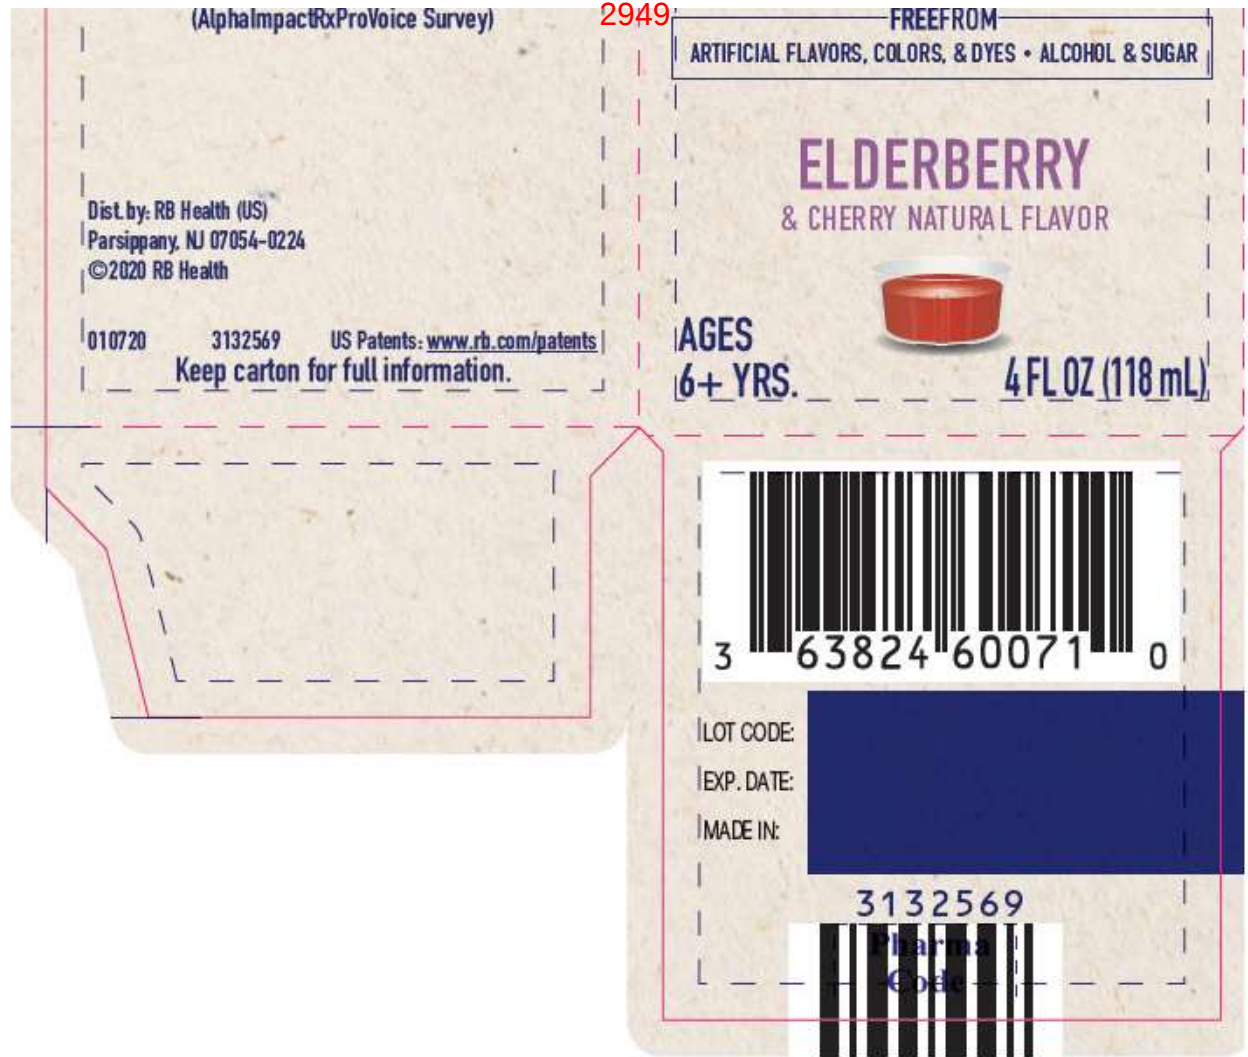 2949
(AlphaImpactRxProVoice Survey)
Dist. by: RB Health (US)
Parsippany, NJ 07054-0224
©2020 RB Health
010720 3132569 US Patents: www.rb.com/patents
Keep carton for full information.
FREE FROM
ARTIFICIAL FLAVORS, COLORS, & DYES • ALCOHOL & SUGAR
ELDERBERRY
& CHERRY NATURAL FLAVOR
AGES
6+ YRS.
4 FL OZ (118 mL)
3 63824 60071 0
LOT CODE:
EXP. DATE:
MADE IN:
3132569
Pharma
Code